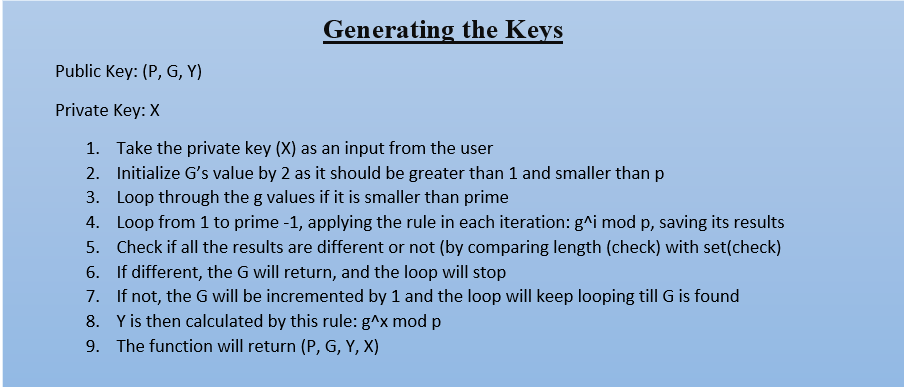 Generating the Keys
Public Key: (P, G, Y)
Private Key: X
1. Take the private key (X) as an input from the user
2. Initialize G’s value by 2 as it should be greater than 1 and smaller than p
3. Loop through the g values if it is smaller than prime
4. Loop from 1 to prime -1, applying the rule in each iteration: g^i mod p, saving its results
5. Check if all the results are different or not (by comparing length (check) with set(check)
6. If different, the G will return, and the loop will stop
7. If not, the G will be incremented by 1 and the loop will keep looping till G is found
8. Y is then calculated by this rule: g^x mod p
9. The function will return (P, G, Y, X)